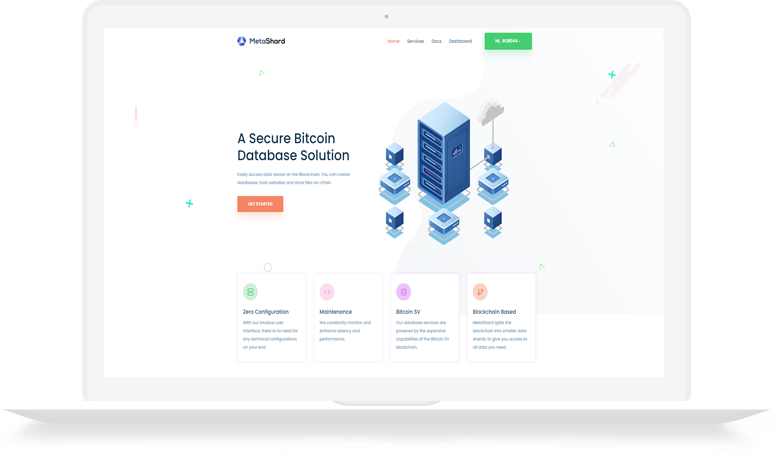 MetaShard
Home Services Docs Dashboard
A Secure Bitcoin
Database Solution
Easily access data stored on the Blockchain. You can create
databases, host websites and store files on-chain.
GET STARTED
Zero Configuration
With our intuitive user
interface, there is no need for
any technical configurations
on your end.
Maintenance
We constantly monitor and
enhance latency and
performance.
Bitcoin SV
Our database services are
powered by the expansive
capabilities of the Bitcoin SV
blockchain.
Blockchain Based
MetaShard splits the
blockchain into smaller data
shards, to give you access to
all data you need.